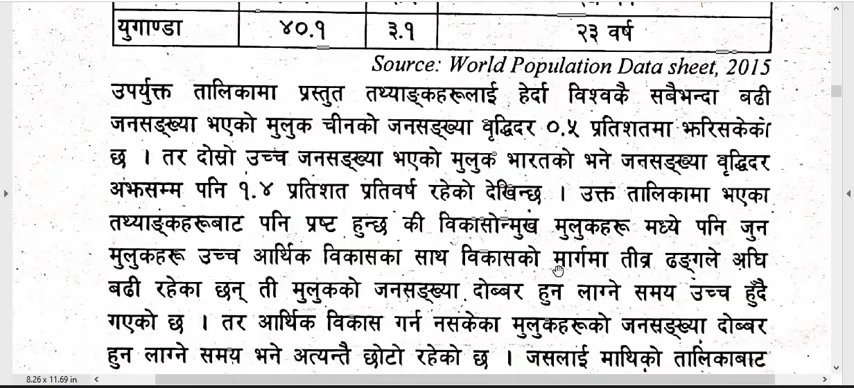 युगाण्डा ४०.१ ३.१ २३ वर्ष
Source: World Population Data sheet, 2015
उपर्युक्त तालिकामा प्रस्तुत तथ्याङ्कहरूलाई हेर्दा विश्वकै सबैभन्दा बढी
जनसङ्ख्या भएको मुलुक चीनको जनसङ्ख्या वृद्धिदर ०.५ प्रतिशतमा झरिसकेको
छ । तर दोस्रो उच्च जनसङ्ख्या भएको मुलुक भारतको भने जनसङ्ख्या वृद्धिदर
अझसम्म पनि १.४ प्रतिशत प्रतिवर्ष रहेको देखिन्छ । उक्त तालिकामा भएका
तथ्याङ्कहरूबाट पनि प्रष्ट हुन्छ की विकासोन्मुख मुलुकहरू मध्ये पनि जुन
मुलुकहरू उच्च आर्थिक विकासका साथ विकासको मार्गमा तीव्र ढङ्गले अघि
बढी रहेका छन् ती मुलुकको जनसङ्ख्या दोब्बर हुन लाग्ने समय उच्च हुँदै
गएको छ । तर आर्थिक विकास गर्न नसकेका मुलुकहरूको जनसङ्ख्या दोब्बर
हुन लाग्ने समय भने अत्यन्तै छोटो रहेको छ । जसलाई माथिको तालिकाबाट
8.26 x 11.69 in